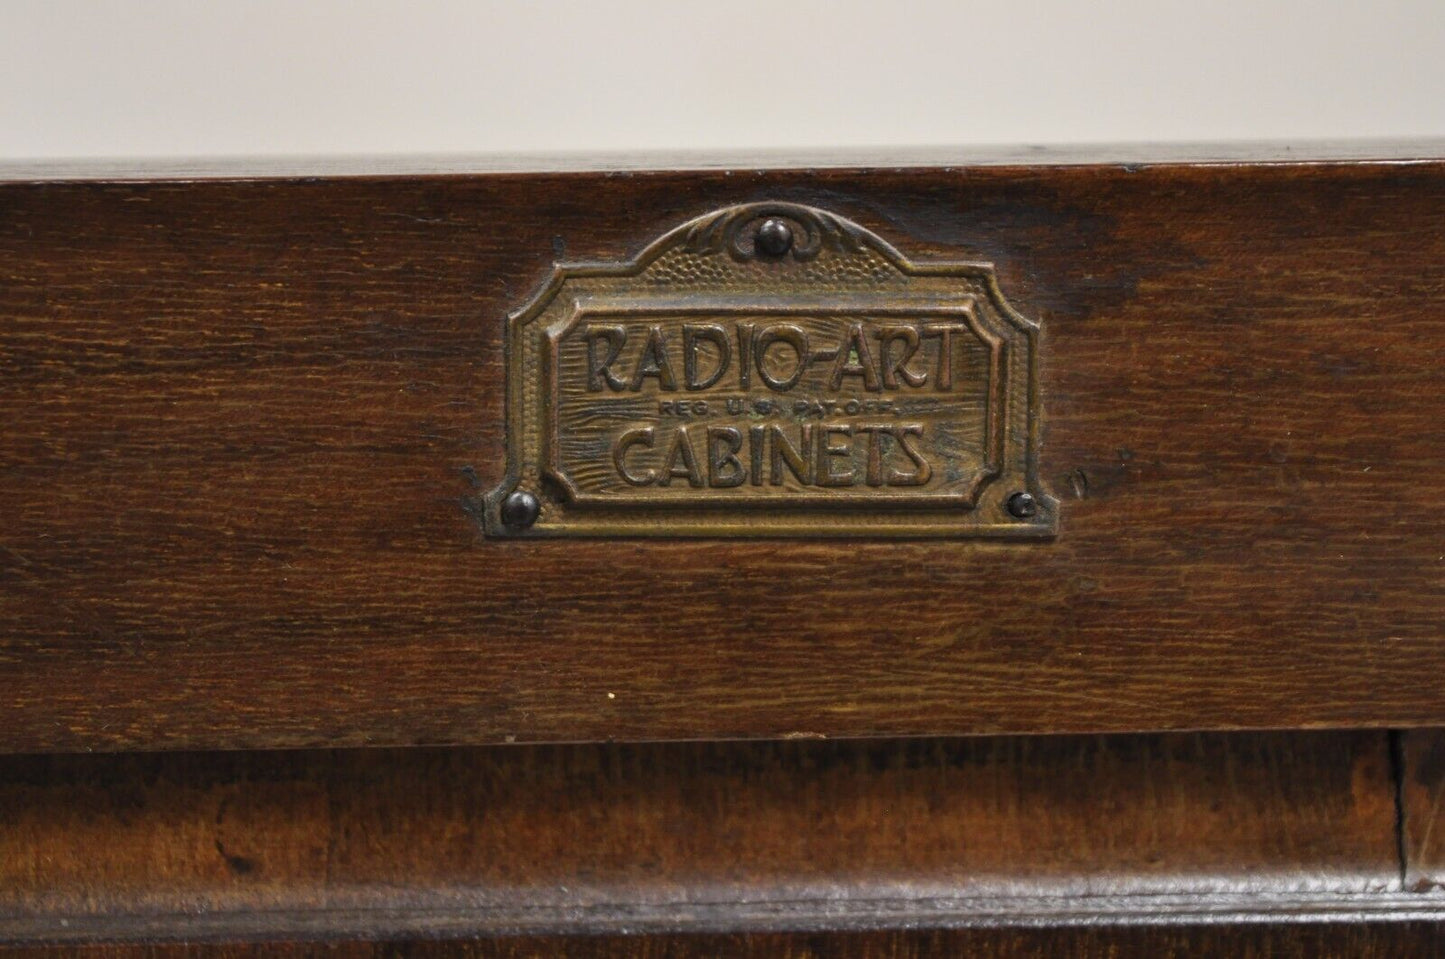 RADIO-ART
REG. U.S. PAT. OFF.
CABINETS